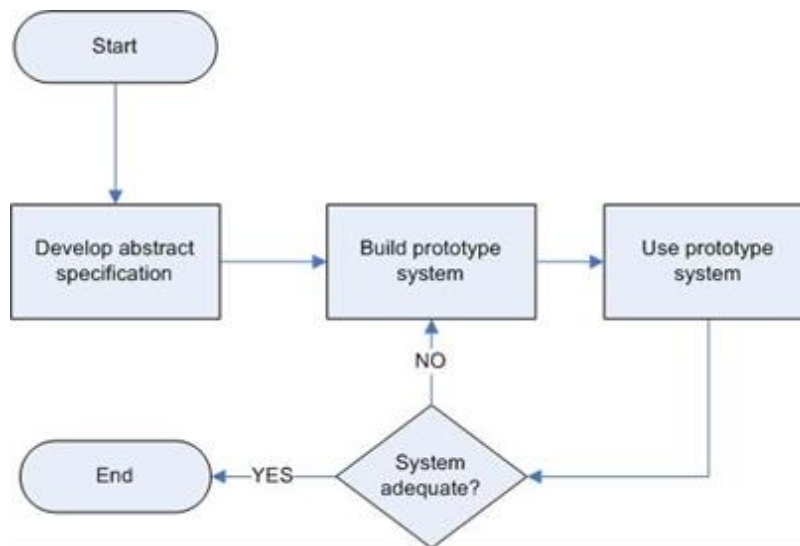 Start
Develop abstract
specification
Build prototype
system
Use prototype
system
NO
System
adequate?
YES
End